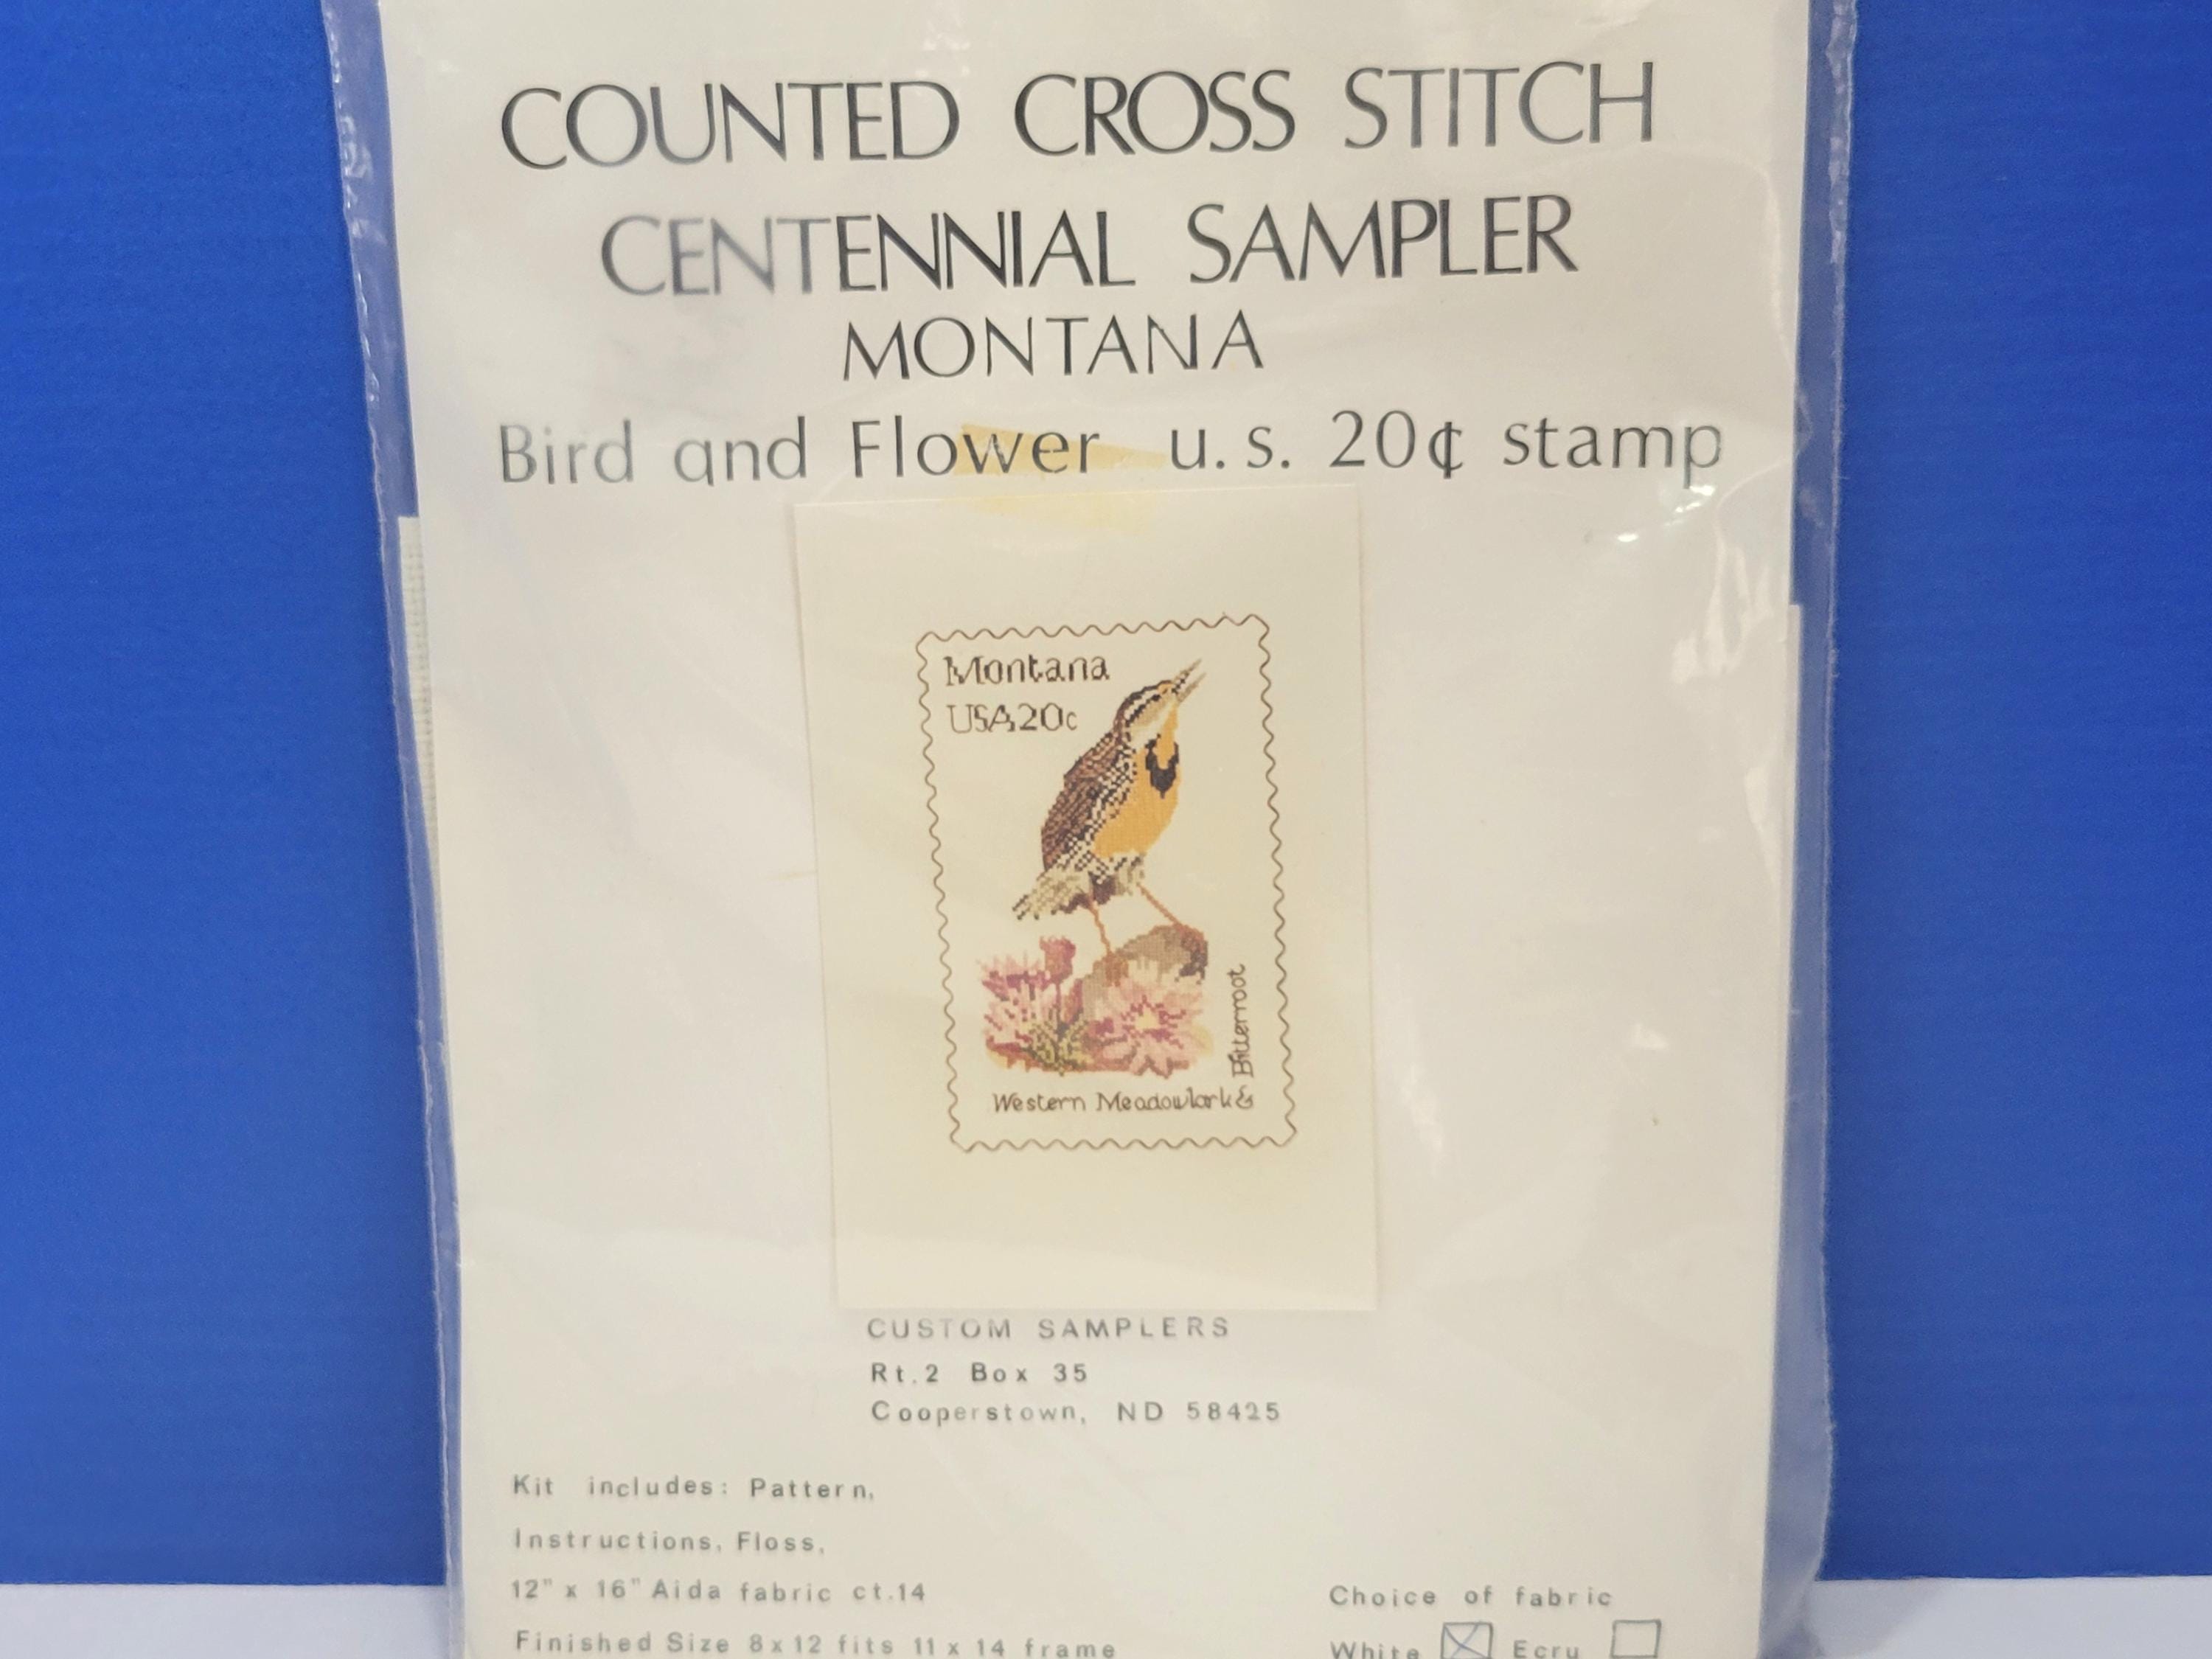 COUNTED CROSS STITCH
CENTENNIAL SAMPLER
MONTANA
Bird and Flower u.s. 20¢ stamp
Montana
USA20c
Bitterroot
Western Meadowlark &
CUSTOM SAMPLERS
Rt.2 Box 35
Cooperstown, ND 58425
Kit includes: Pattern,
Instructions, Floss,
12" x 16" Aida fabric ct.14
Finished Size 8x12 fits 11 x 14 frame
Choice of fabric
White Ecru